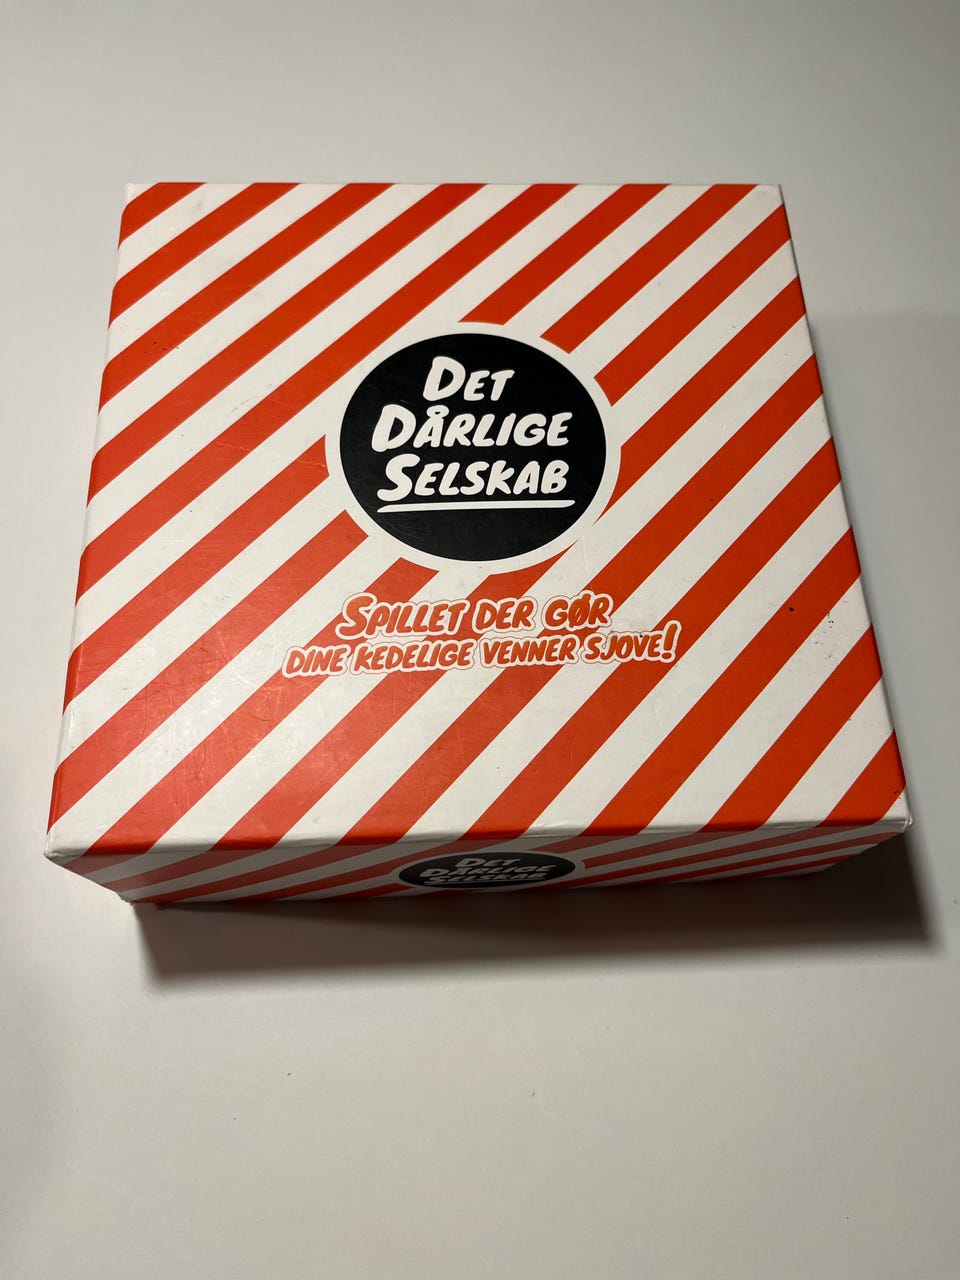 Det
Dårlige
Selskab
Spillet der gør
dine kedelige venner sjove!
Det
Dårlige
Selskab